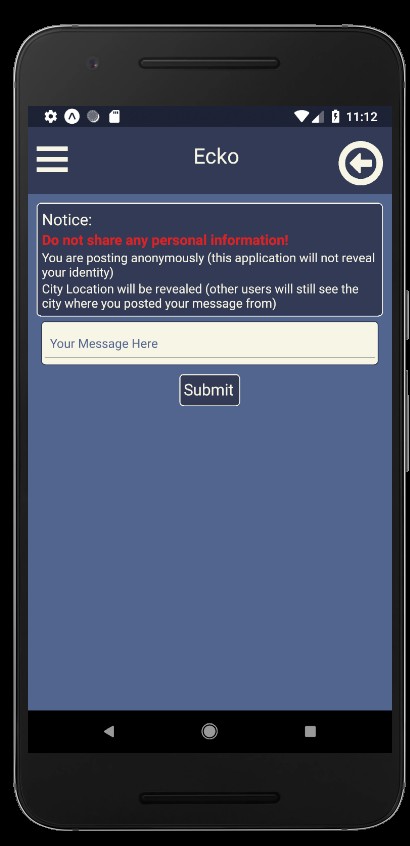 11:12
Ecko
Notice:
Do not share any personal information!
You are posting anonymously (this application will not reveal
your identity)
City Location will be revealed (other users will still see the
city where you posted your message from)
Your Message Here
Submit